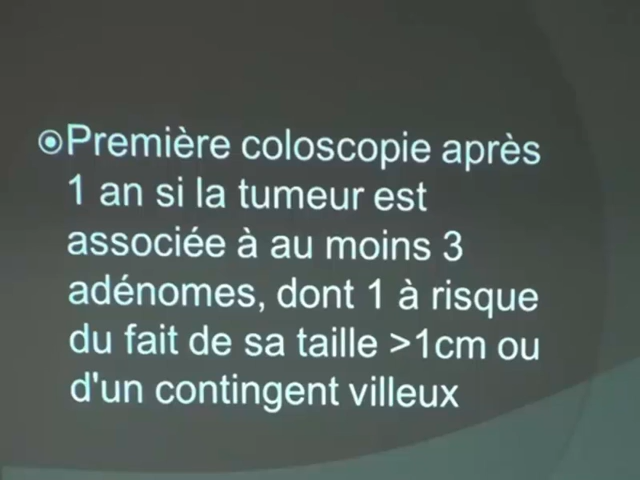 Première coloscopie après
1 an si la tumeur est
associée à au moins 3
adénomes, dont 1 à risque
du fait de sa taille >1cm ou
d'un contingent villeux